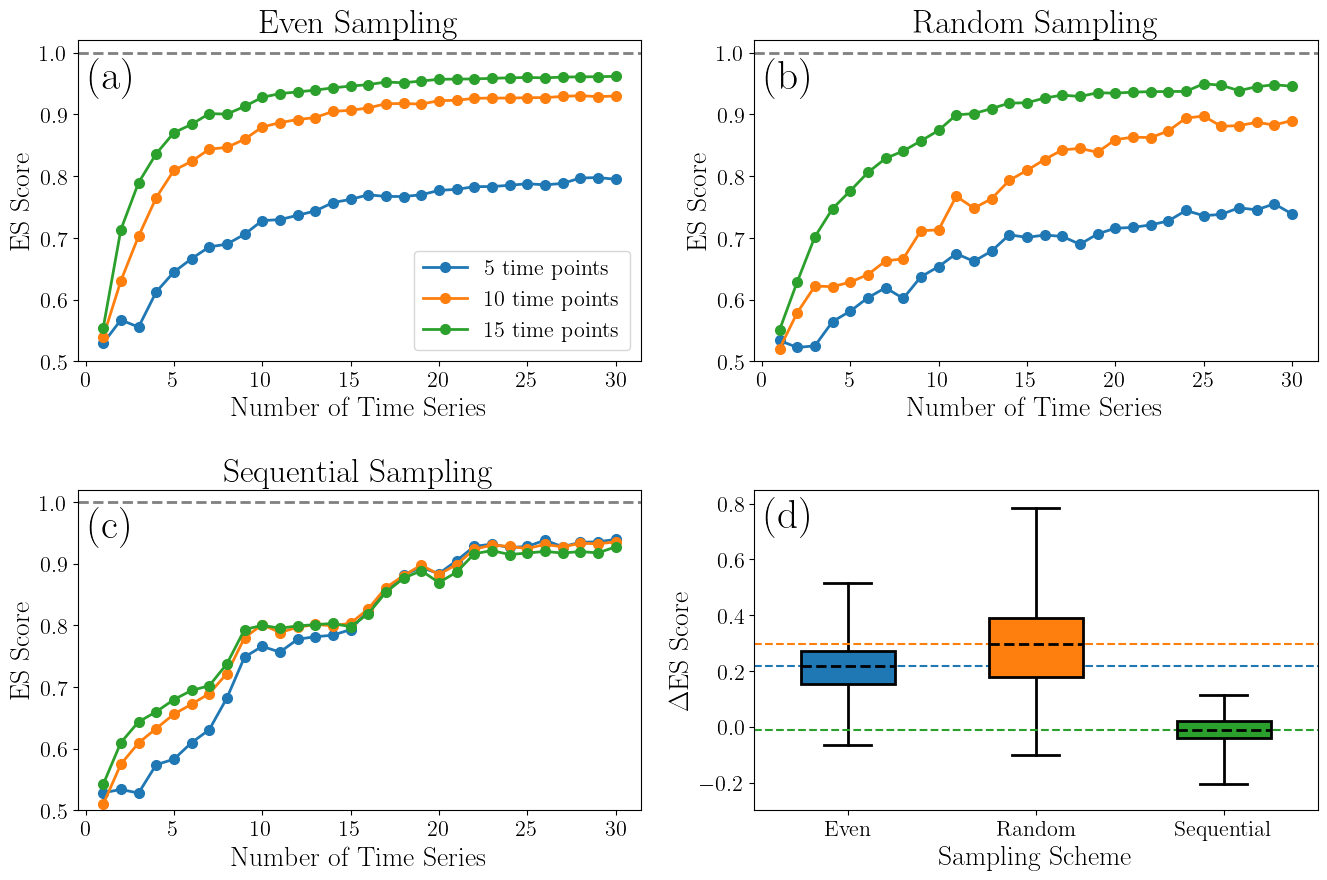 Even Sampling
(a)
ES Score
1.0
0.9
0.8
0.7
0.6
0.5
0 5 10 15 20 25 30
Number of Time Series
5 time points
10 time points
15 time points
Random Sampling
(b)
ES Score
1.0
0.9
0.8
0.7
0.6
0.5
0 5 10 15 20 25 30
Number of Time Series
Sequential Sampling
(c)
ES Score
1.0
0.9
0.8
0.7
0.6
0.5
0 5 10 15 20 25 30
Number of Time Series
(d)
ΔES Score
0.8
0.6
0.4
0.2
0.0
−0.2
Even Random Sequential
Sampling Scheme